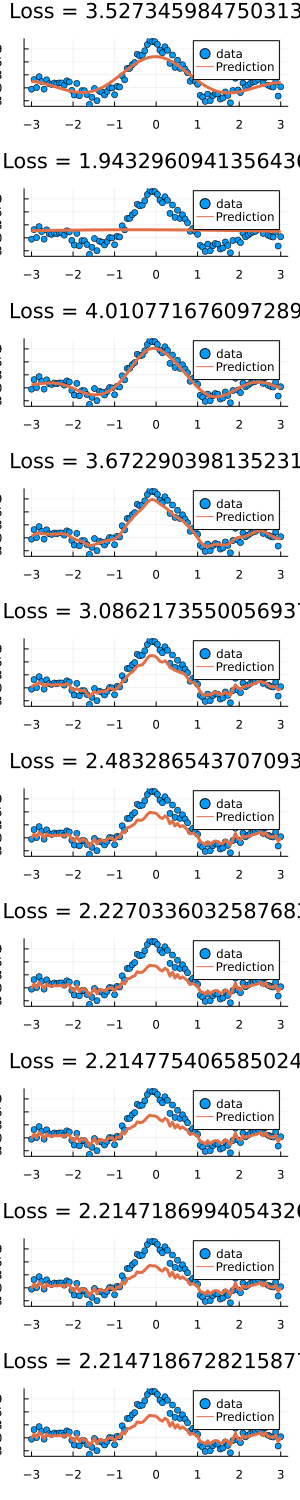 Loss = 3.527345984750313
data
Prediction
-3 -2 -1 0 1 2 3
Loss = 1.943296094135643
data
Prediction
-3 -2 -1 0 1 2 3
Loss = 4.010771676097289
data
Prediction
-3 -2 -1 0 1 2 3
Loss = 3.672290398135231
data
Prediction
-3 -2 -1 0 1 2 3
Loss = 3.086217355005693
data
Prediction
-3 -2 -1 0 1 2 3
Loss = 2.483286543707093
data
Prediction
-3 -2 -1 0 1 2 3
Loss = 2.227033603258768
data
Prediction
-3 -2 -1 0 1 2 3
Loss = 2.214775406585024
data
Prediction
-3 -2 -1 0 1 2 3
Loss = 2.214718699405432
data
Prediction
-3 -2 -1 0 1 2 3
Loss = 2.214718672821587
data
Prediction
-3 -2 -1 0 1 2 3